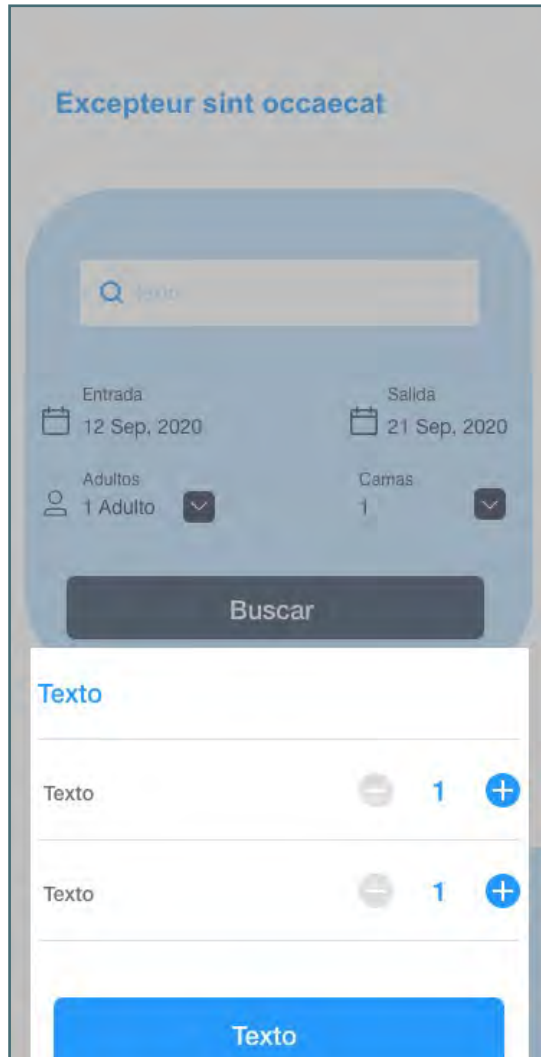 Excepteur sint occaecat
Texto
Entrada
Salida
12 Sep, 2020
21 Sep, 2020
Adultos
Camas
1 Adulto
1
Buscar
Texto
Texto
1
Texto
1
Texto